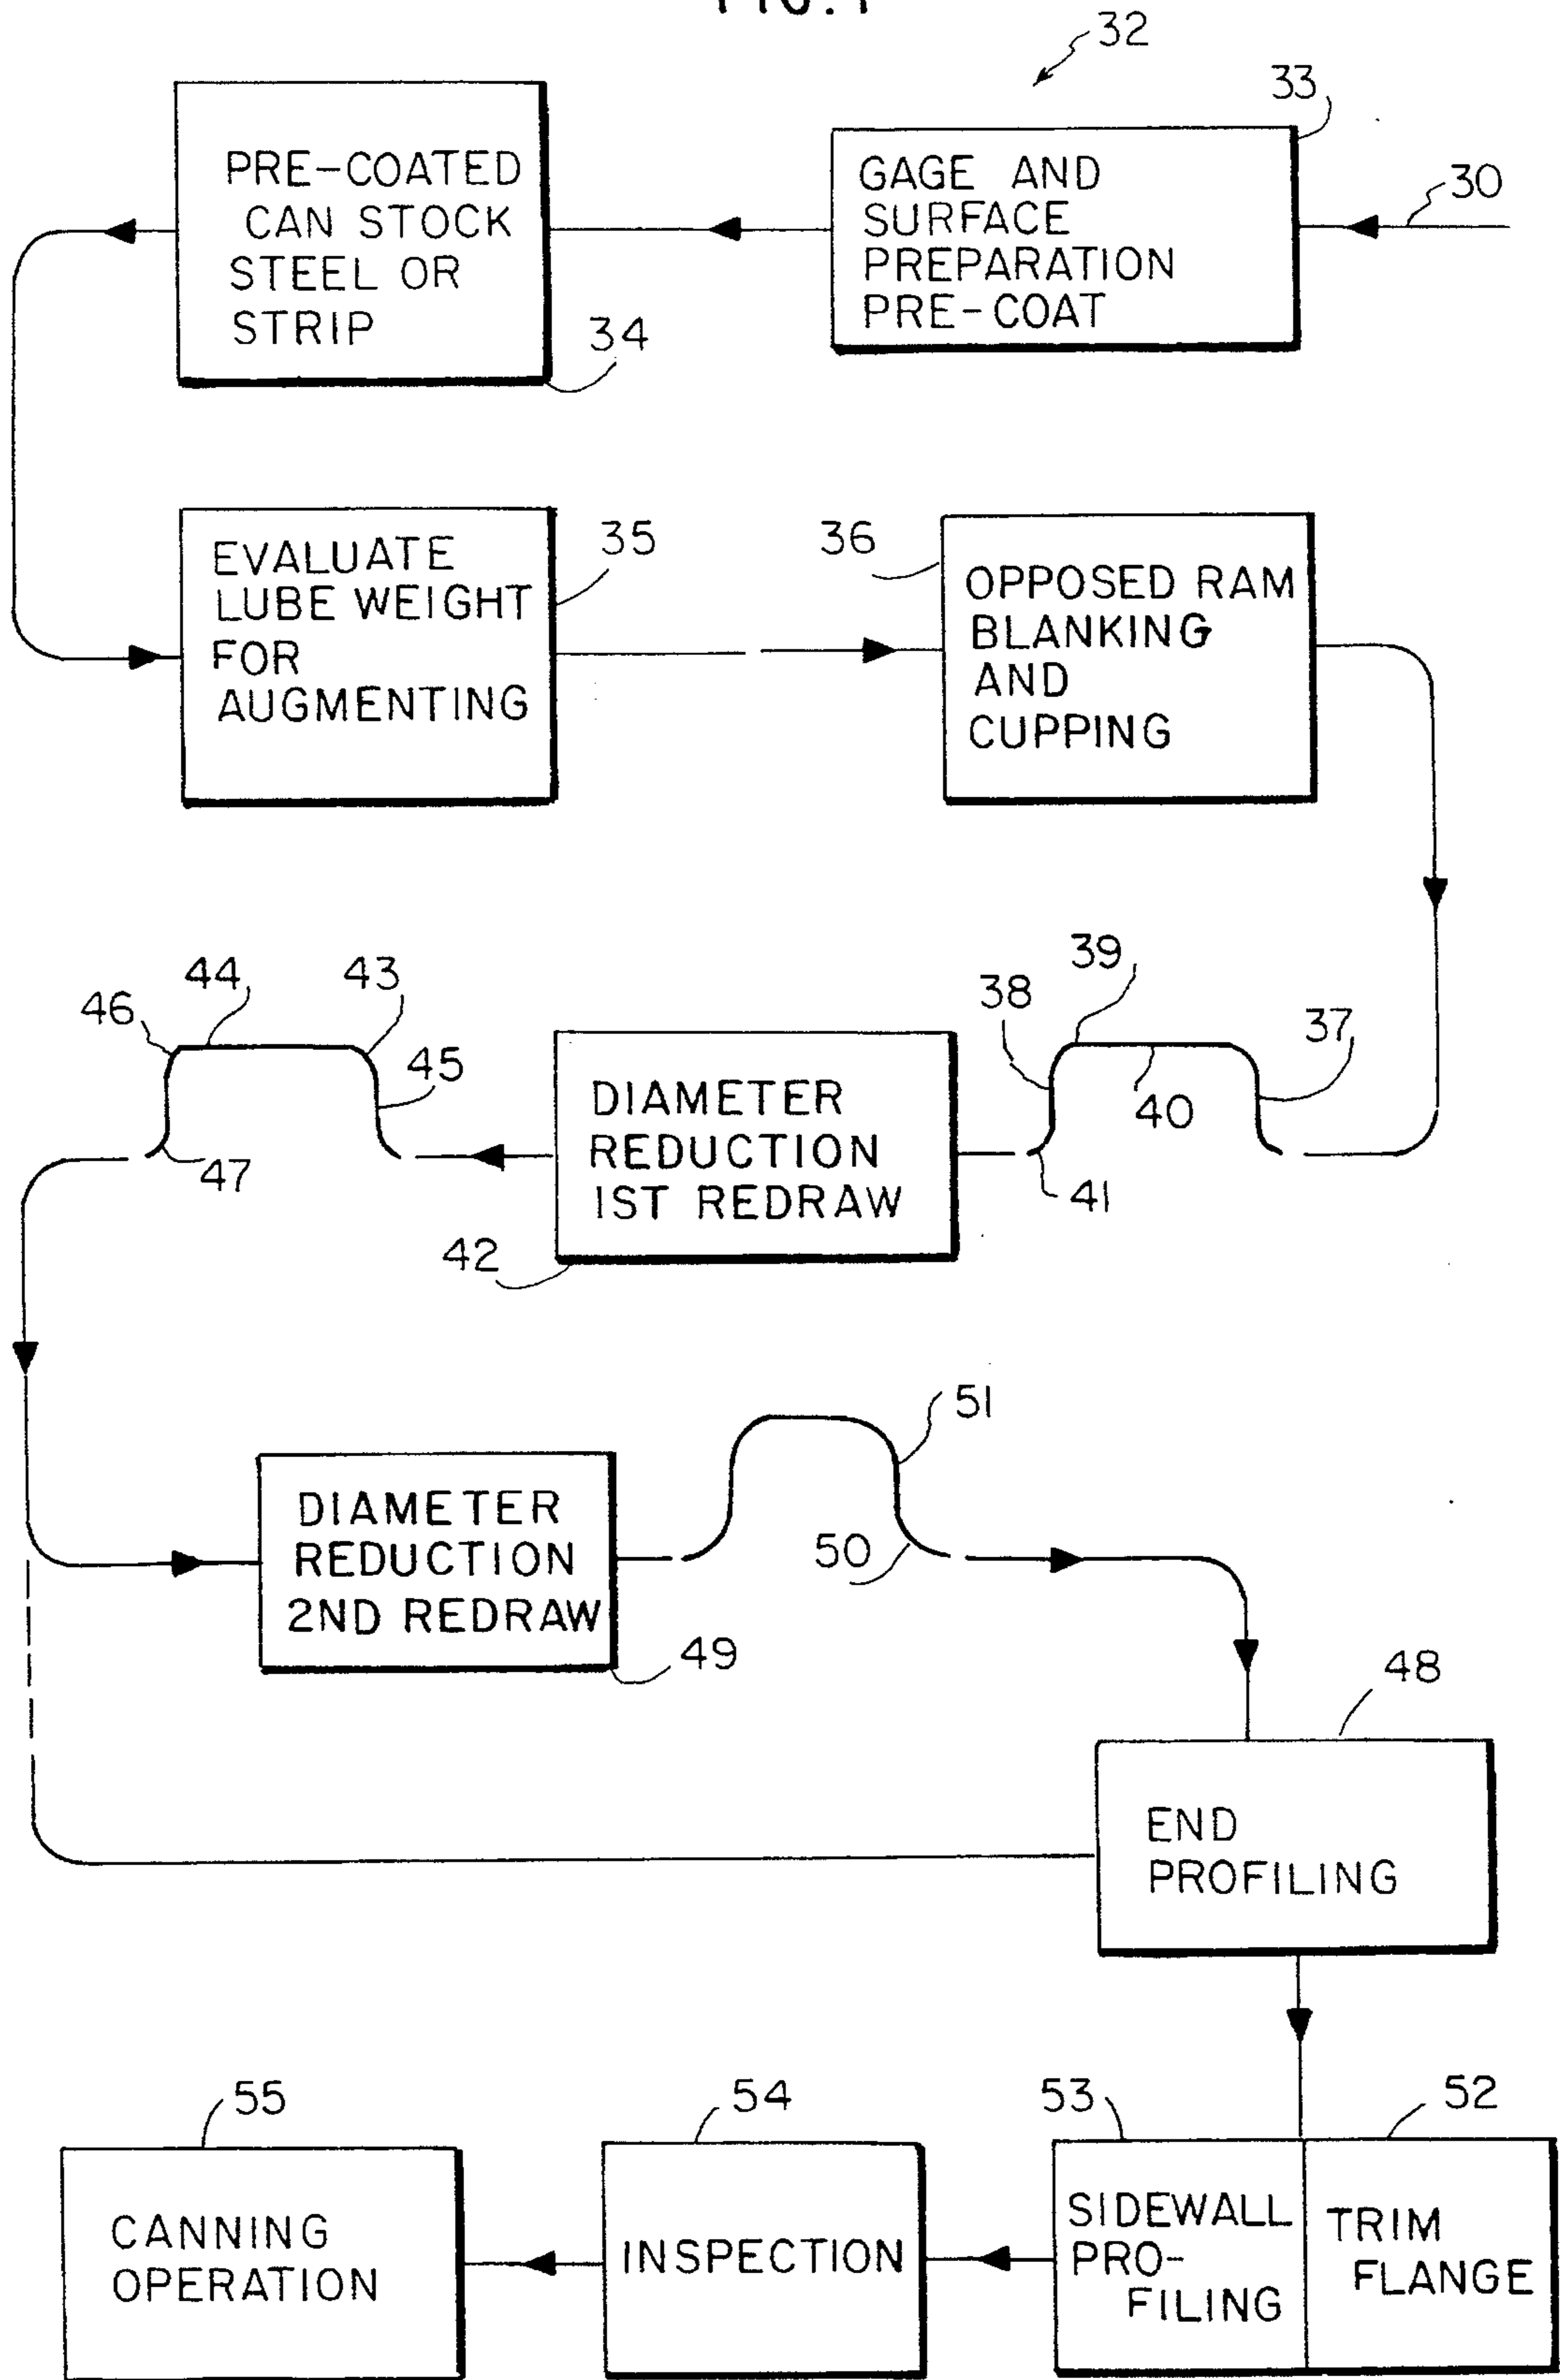 FIG. 1
32
33
GAGE AND
SURFACE
PREPARATION
PRE-COAT
30
PRE-COATED
CAN STOCK
STEEL OR
STRIP
34
EVALUATE
LUBE WEIGHT
FOR
AUGMENTING
35
36
OPPOSED RAM
BLANKING
AND
CUPPING
37
38
39
40
41
DIAMETER
REDUCTION
1ST REDRAW
42
43
44
45
46
47
DIAMETER
REDUCTION
2ND REDRAW
49
51
50
48
END
PROFILING
52
TRIM
FLANGE
53
SIDEWALL
PRO-
FILING
54
INSPECTION
55
CANNING
OPERATION